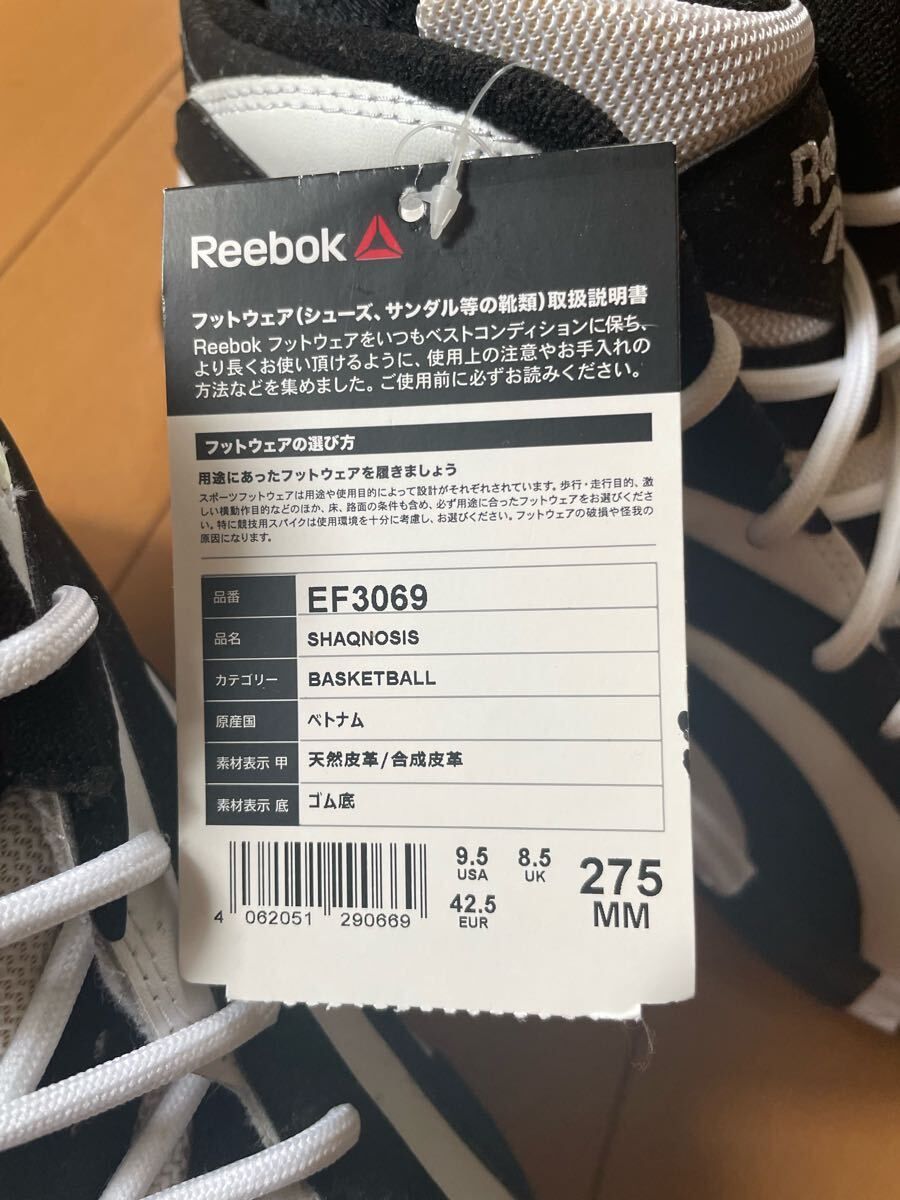 Reebok
フットウェア(シューズ、サンダル等の靴類)取扱説明書
Reebok フットウェアをいつもベストコンディションに保ち、
より長くお使い頂けるように、使用上の注意やお手入れの
方法などを集めました。ご使用前に必ずお読みください。
フットウェアの選び方
用途にあったフットウェアを履きましょう
スポーツフットウェアは用途や使用目的によって設計がそれぞれされています。歩行・走行目的、激
しい横動作目的などのほか、床、路面の条件も含め、必ず用途に合ったフットウェアをお選びくださ
い。特に競技用スパイクは使用環境を十分に考慮し、お選びください。フットウェアの破損や怪我の
原因になります。
品番 EF3069
品名 SHAQNOSIS
カテゴリー BASKETBALL
原産国 ベトナム
素材表示 甲 天然皮革/合成皮革
素材表示 底 ゴム底
9.5 8.5 275
USA UK MM
42.5
EUR
4 062051 290669